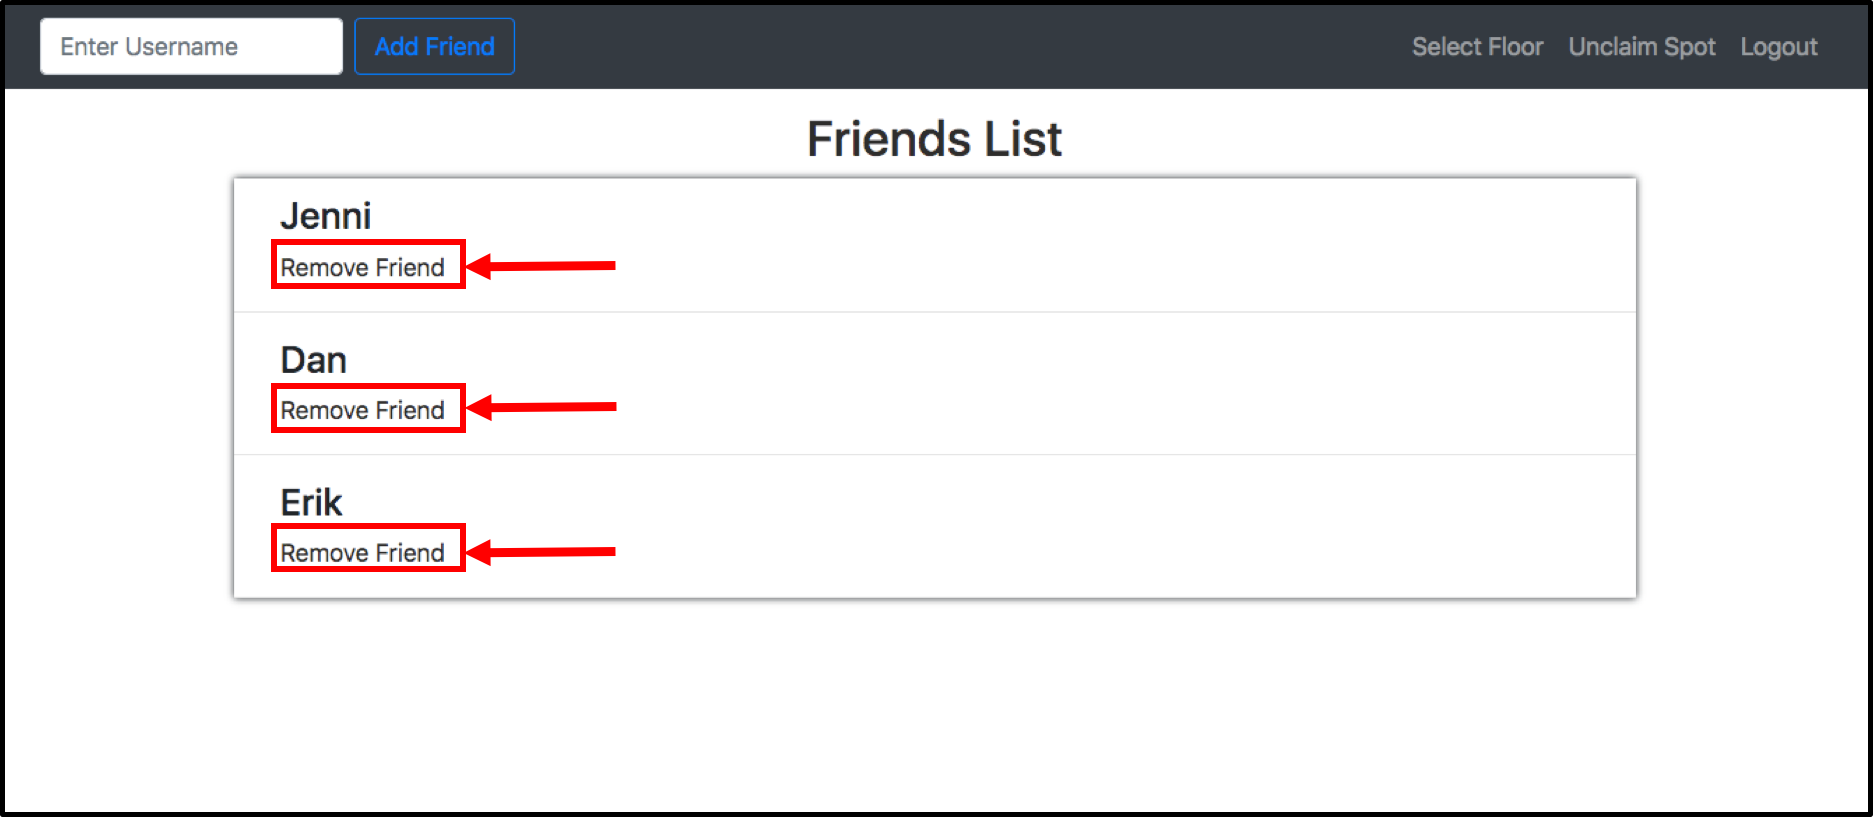 Enter Username Add Friend Select Floor Unclaim Spot Logout
Friends List
Jenni
Remove Friend
Dan
Remove Friend
Erik
Remove Friend